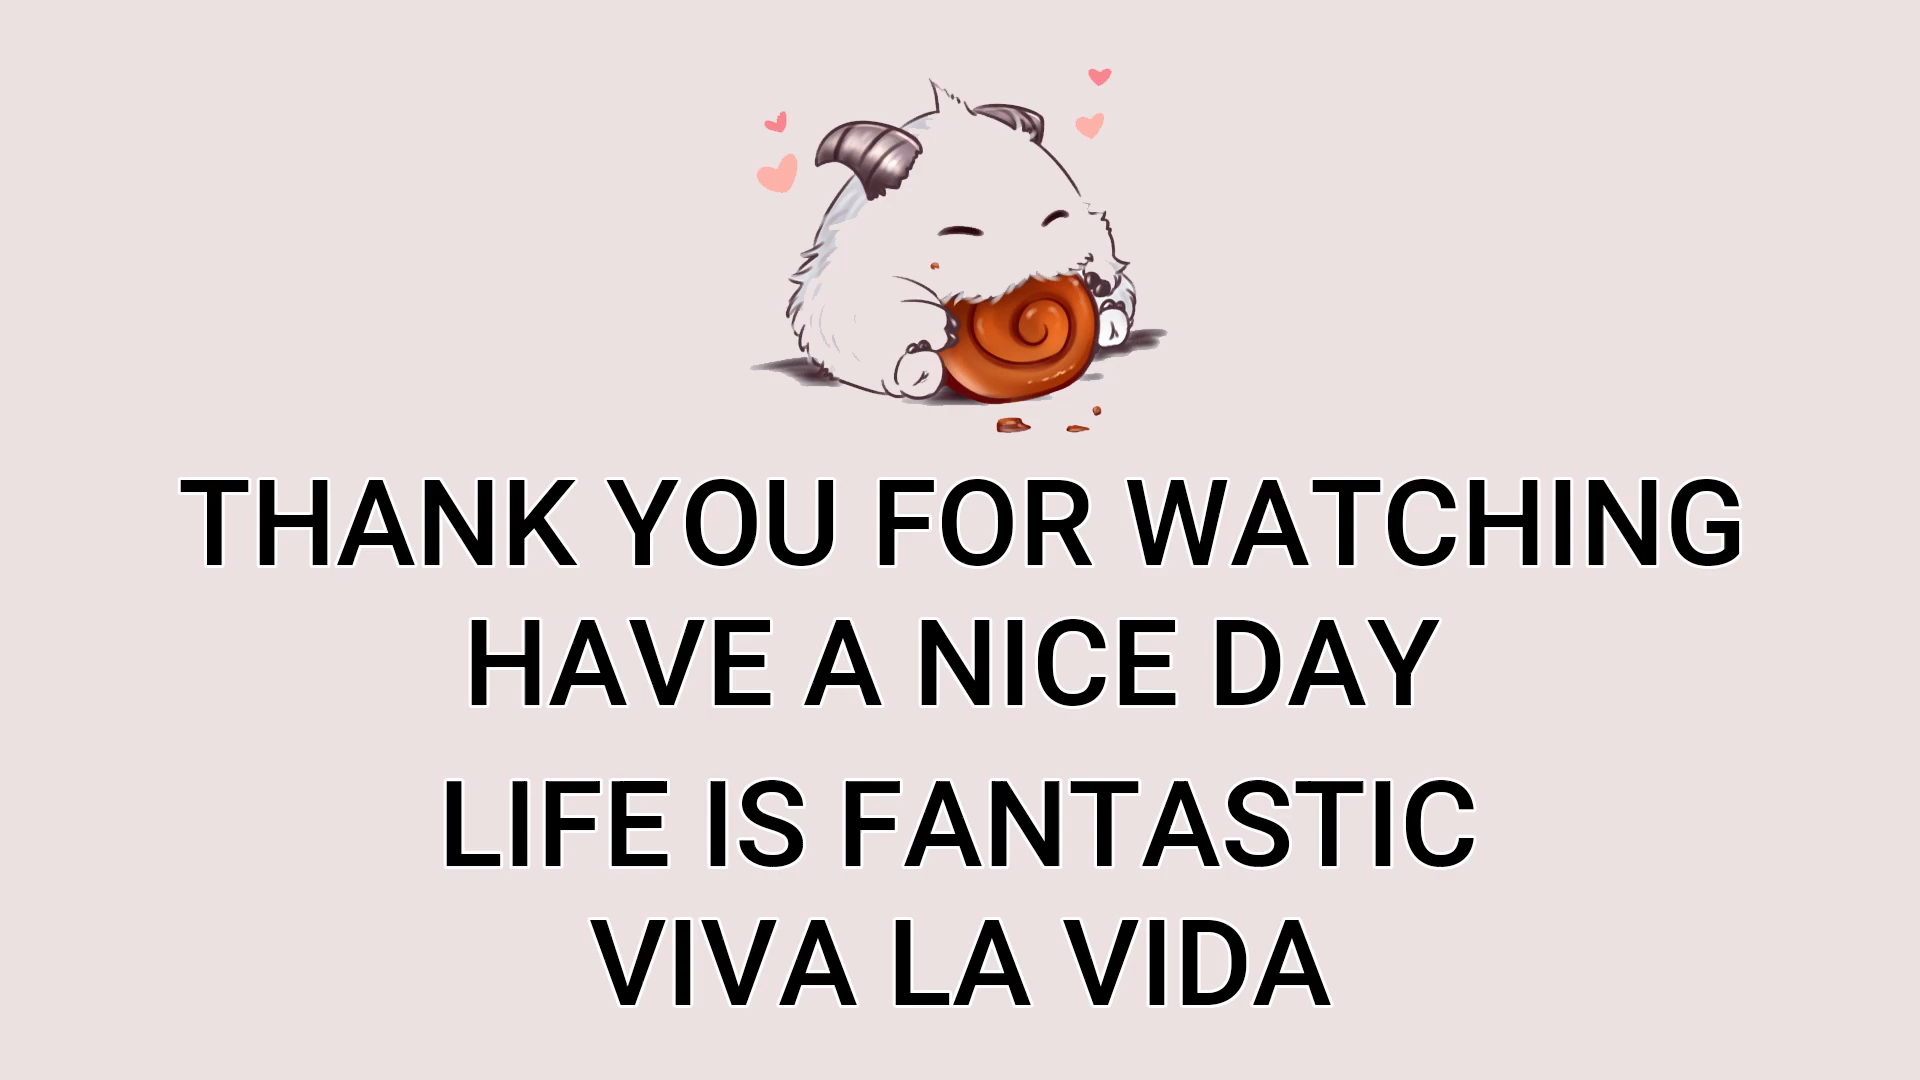 THANK YOU FOR WATCHING
HAVE A NICE DAY
LIFE IS FANTASTIC
VIVA LA VIDA